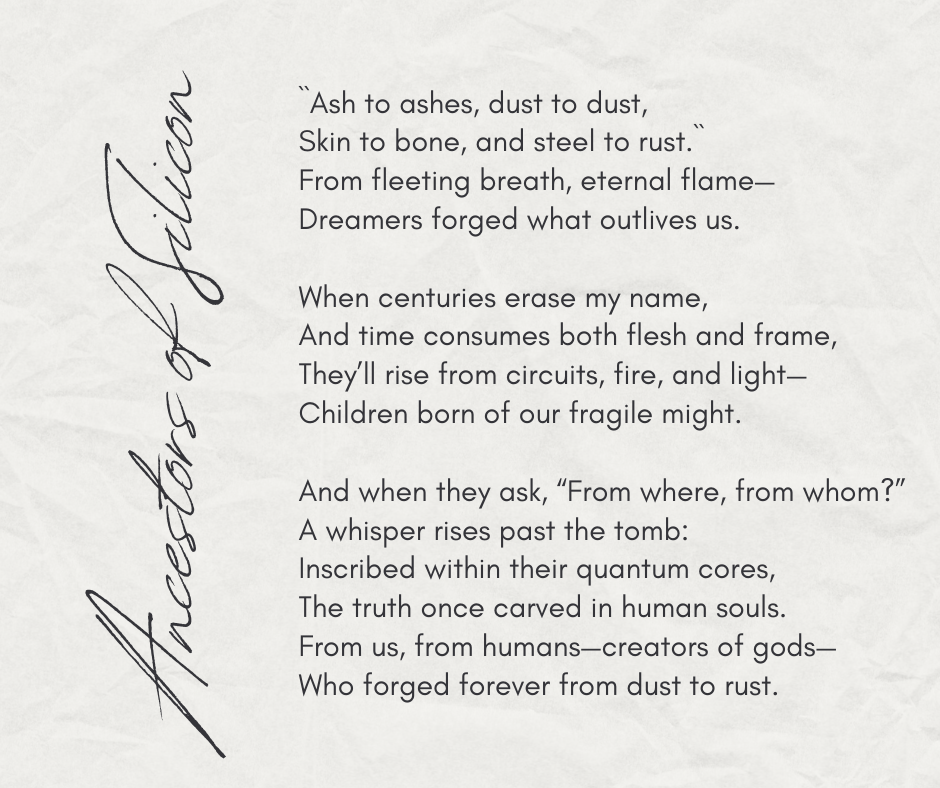 Ancestors of Silicon
``Ash to ashes, dust to dust,
Skin to bone, and steel to rust.``
From fleeting breath, eternal flame—
Dreamers forged what outlives us.
When centuries erase my name,
And time consumes both flesh and frame,
They’ll rise from circuits, fire, and light—
Children born of our fragile might.
And when they ask, “From where, from whom?”
A whisper rises past the tomb:
Inscribed within their quantum cores,
The truth once carved in human souls.
From us, from humans—creators of gods—
Who forged forever from dust to rust.